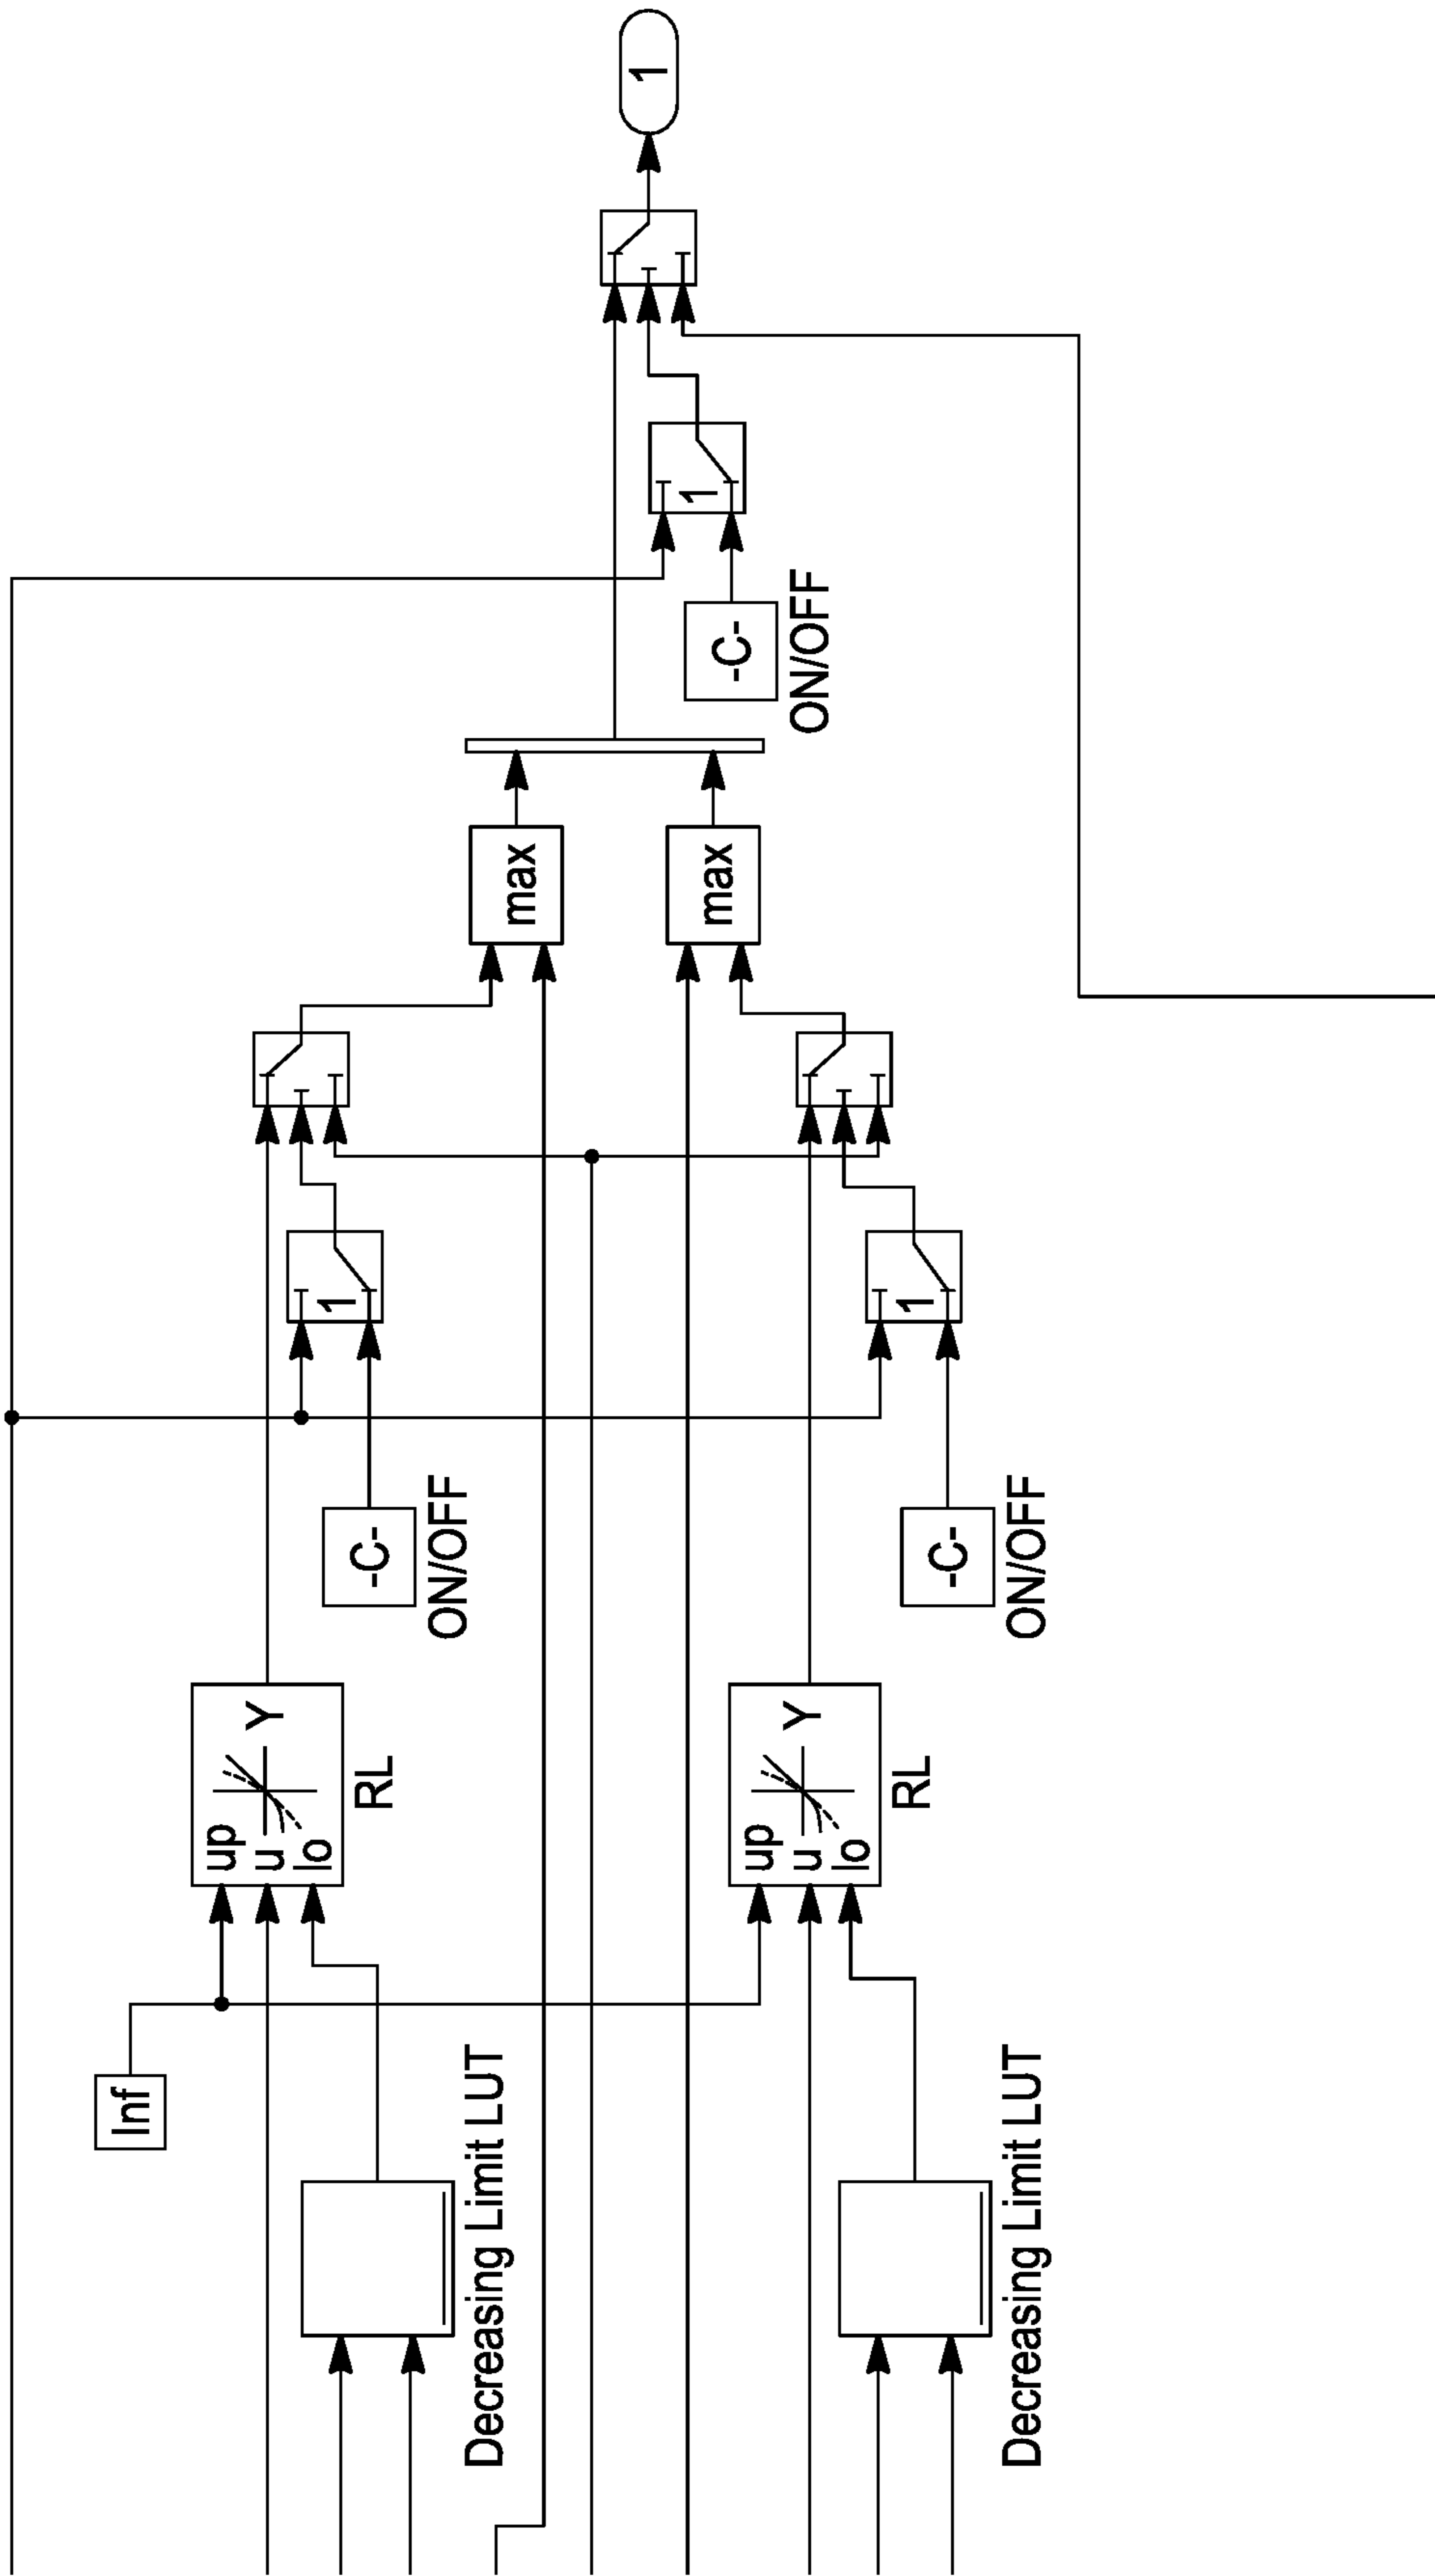 Inf
up
u
lo
Y
RL
Decreasing Limit LUT
-C-
ON/OFF
1
max
up
u
lo
Y
RL
Decreasing Limit LUT
-C-
ON/OFF
1
max
-C-
ON/OFF
1
1